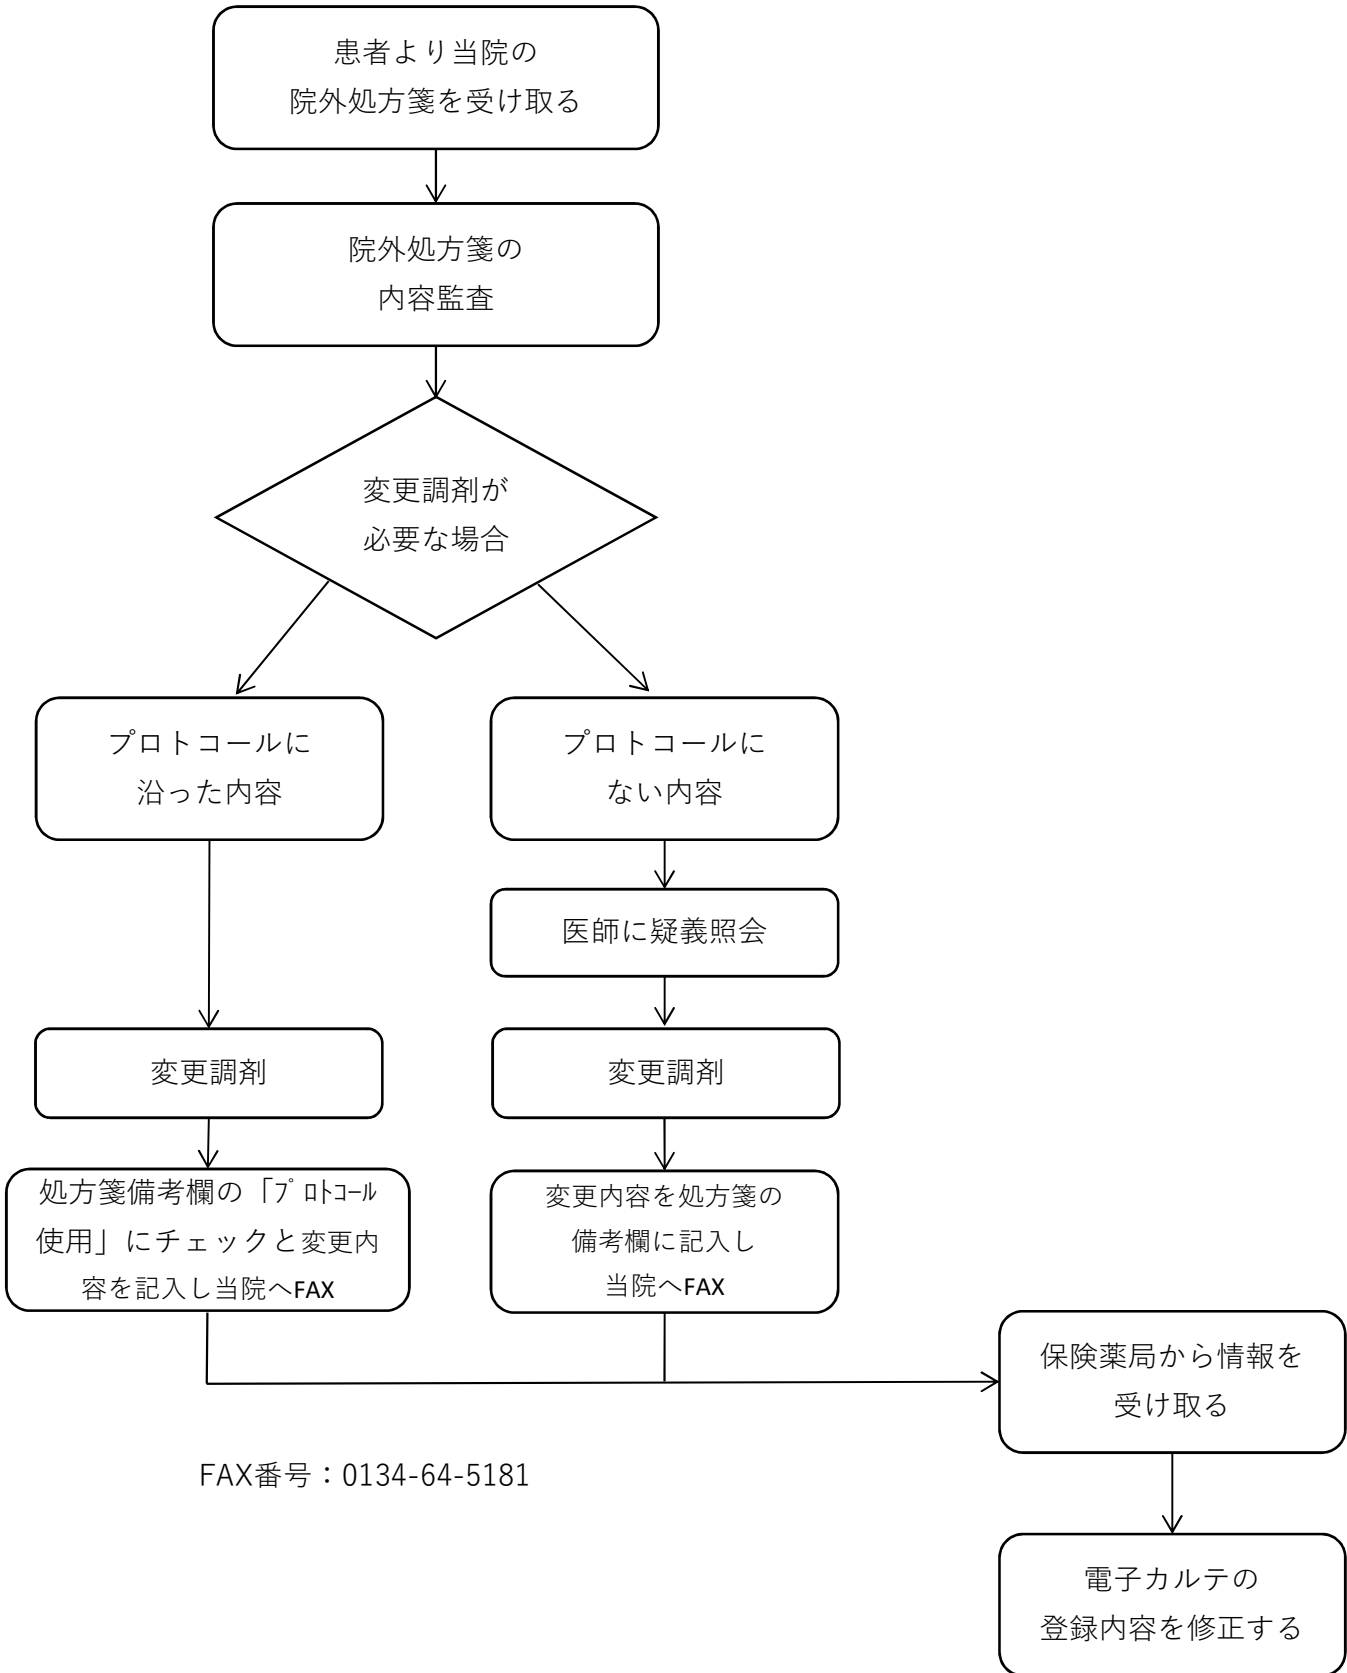 患者より当院の
院外処方箋を受け取る
院外処方箋の
内容監査
変更調剤が
必要な場合
プロトコールに
沿った内容
プロトコールに
ない内容
医師に疑義照会
変更調剤
変更調剤
処方箋備考欄の「ﾌﾟﾛﾄｺｰﾙ
使用」にチェックと変更内
容を記入し当院へFAX
変更内容を処方箋の
備考欄に記入し
当院へFAX
保険薬局から情報を
受け取る
FAX番号：0134-64-5181
電子カルテの
登録内容を修正する